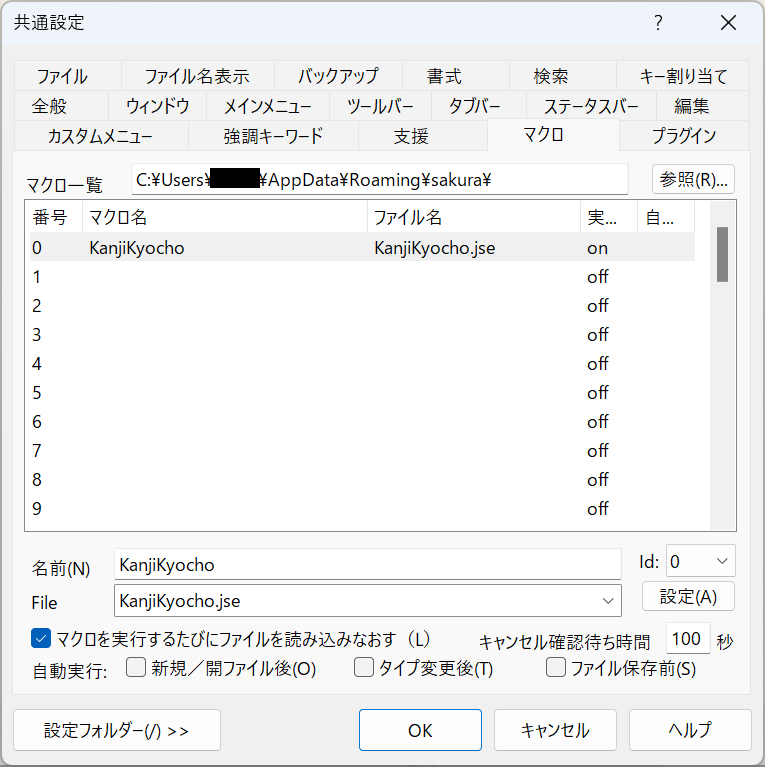 共通設定 ?
ファイル ファイル名表示 バックアップ 書式 検索 キー割り当て
全般 ウィンドウ メインメニュー ツールバー タブバー ステータスバー 編集
カスタムメニュー 強調キーワード 支援 マクロ プラグイン
マクロ一覧 C:¥Users¥ ¥AppData¥Roaming¥sakura¥ 参照(R)...
番号 マクロ名 ファイル名 実... 自...
0 KanjiKyocho KanjiKyocho.jse on
1 off
2 off
3 off
4 off
5 off
6 off
7 off
8 off
9 off
名前(N) KanjiKyocho Id: 0
File KanjiKyocho.jse 設定(A)
マクロを実行するたびにファイルを読み込みなおす（L） キャンセル確認待ち時間 100 秒
自動実行: 新規／開ファイル後(O) タイプ変更後(T) ファイル保存前(S)
設定フォルダー(/) >> OK キャンセル ヘルプ